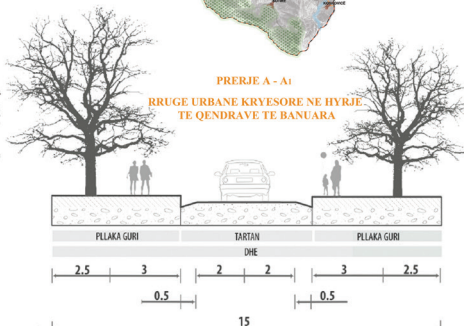 PRERJE A - A1
RRUGE URBANE KRYESORE NE HYRJE
TE QENDRAVE TE BANUARA
PLLAKA GURI TARTAN PLLAKA GURI
DHE
2.5 3 2 2 3 2.5
0.5 0.5
15